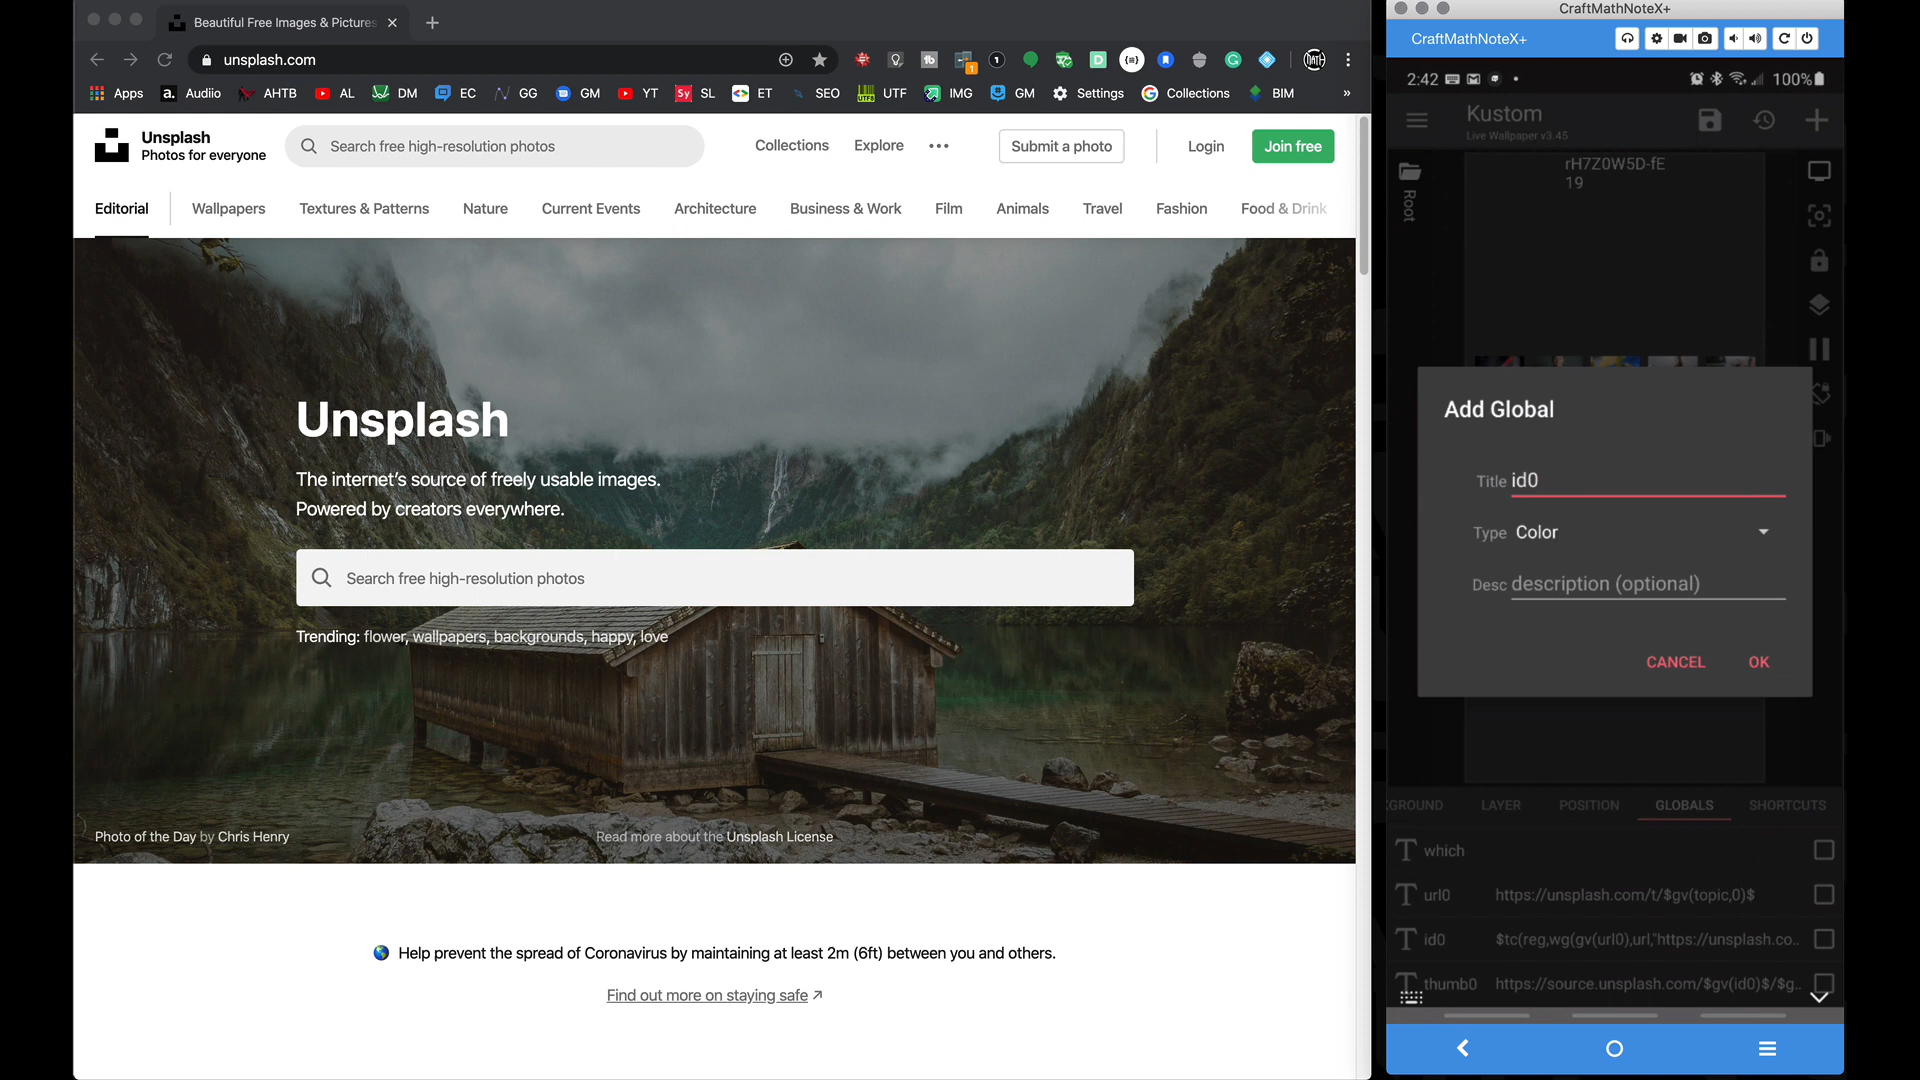 Beautiful Free Images & Pictures
unsplash.com
1
Apps
a. Audiio
AHTB
AL
DM
EC
GG
GM
YT
Sy SL
ET
SEO
UTF
IMG
GM
Settings
Collections
BIM
»
Unsplash
Photos for everyone
Search free high-resolution photos
Collections
Explore
Submit a photo
Login
Join free
Editorial
Wallpapers
Textures & Patterns
Nature
Current Events
Architecture
Business & Work
Film
Animals
Travel
Fashion
Food & Drink
Unsplash
The internet’s source of freely usable images.
Powered by creators everywhere.
Search free high-resolution photos
Trending: flower, wallpapers, backgrounds, happy, love
Photo of the Day by Chris Henry
Read more about the Unsplash License
Help prevent the spread of Coronavirus by maintaining at least 2m (6ft) between you and others.
Find out more on staying safe ↗
CraftMathNoteX+
CraftMathNoteX+
2:42
100%
Kustom
Live Wallpaper v3.45
Root
rH7Z0W5D-fE
19
Add Global
Title id0
Type Color
Desc description (optional)
CANCEL
OK
GROUND
LAYER
POSITION
GLOBALS
SHORTCUTS
T which
T url0 https://unsplash.com/t/$gv(topic,0)$
T id0 $tc(reg,wg(gv(url0),url,"https://unsplash.co..
T thumb0 https://source.unsplash.com/$gv(id0)$/$g..